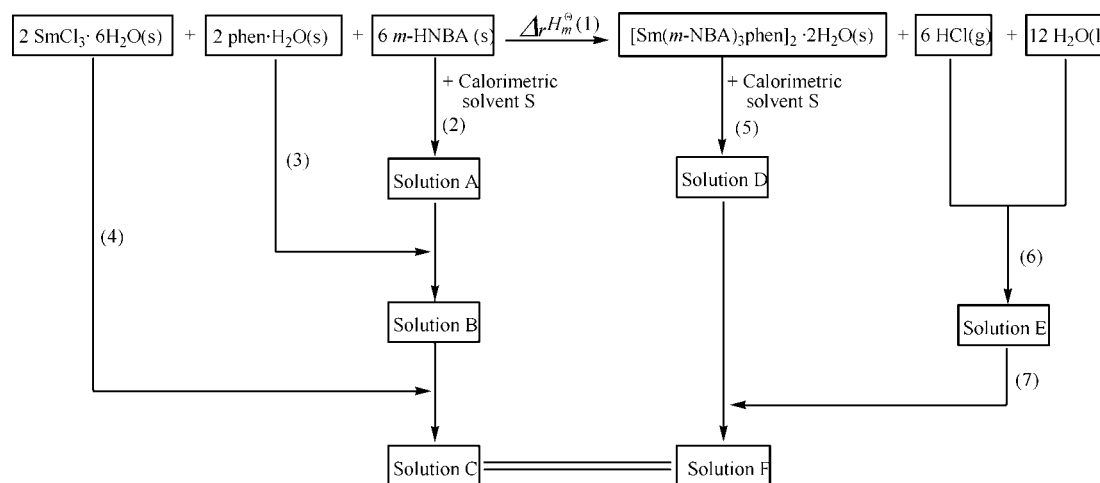 2 SmCl₃· 6H₂O(s) + 2 phen·H₂O(s) + 6 m-HNBA (s) ΔrHm⊖(1) [Sm(m-NBA)₃phen]₂ ·2H₂O(s) + 6 HCl(g) + 12 H₂O(l
+ Calorimetric
solvent S
+ Calorimetric
solvent S
(2)
(5)
(3)
Solution A
Solution D
(4)
(6)
Solution B
Solution E
(7)
Solution C
Solution F